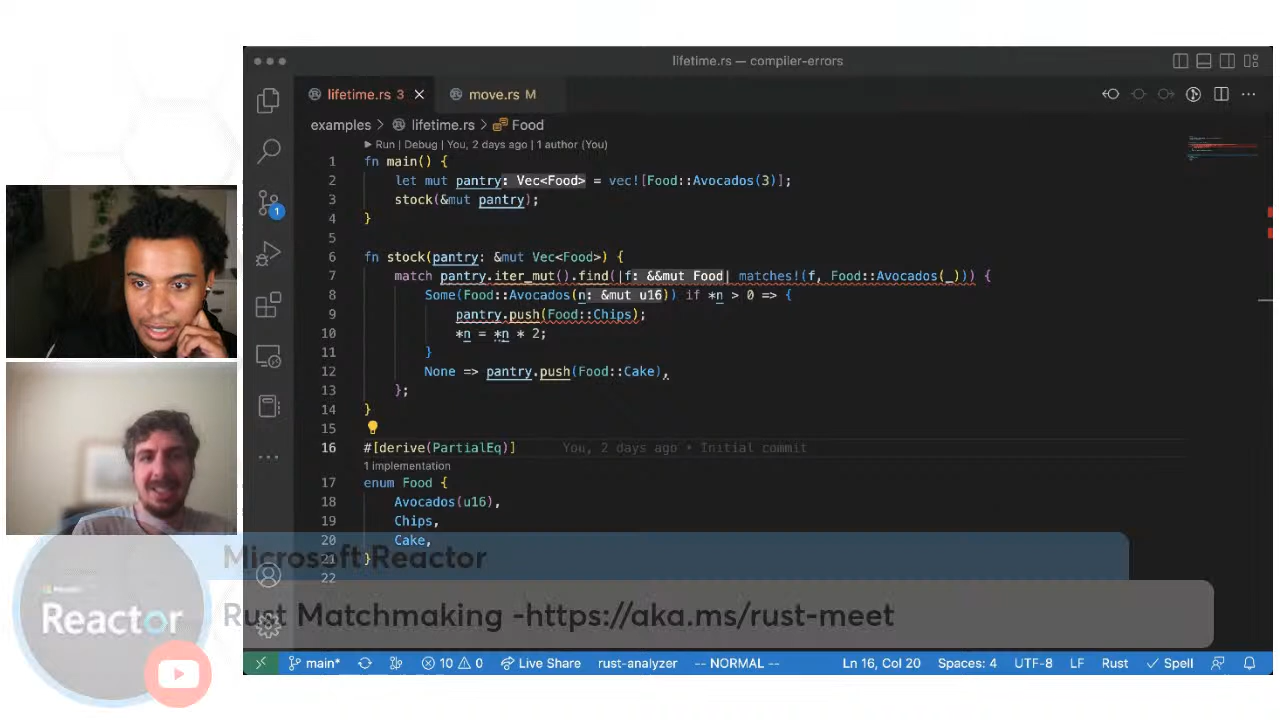 lifetime.rs — compiler-errors
lifetime.rs 3
move.rs M
examples > lifetime.rs > Food
Run | Debug | You, 2 days ago | 1 author (You)
1 fn main() {
2 let mut pantry: Vec<Food> = vec![Food::Avocados(3)];
3 stock(&mut pantry);
4 }
5
6 fn stock(pantry: &mut Vec<Food>) {
7 match pantry.iter_mut().find(|f: &&mut Food| matches!(f, Food::Avocados(_))) {
8 Some(Food::Avocados(n: &mut u16)) if *n > 0 => {
9 pantry.push(Food::Chips);
10 *n = *n * 2;
11 }
12 None => pantry.push(Food::Cake),
13 };
14 }
15
16 #[derive(PartialEq)] You, 2 days ago • Initial commit
1 implementation
17 enum Food {
18 Avocados(u16),
19 Chips,
20 Cake,
21 }
22
1
Microsoft Reactor
Reactor
Rust Matchmaking -https://aka.ms/rust-meet
main* 10 0 Live Share rust-analyzer -- NORMAL -- Ln 16, Col 20 Spaces: 4 UTF-8 LF Rust Spell